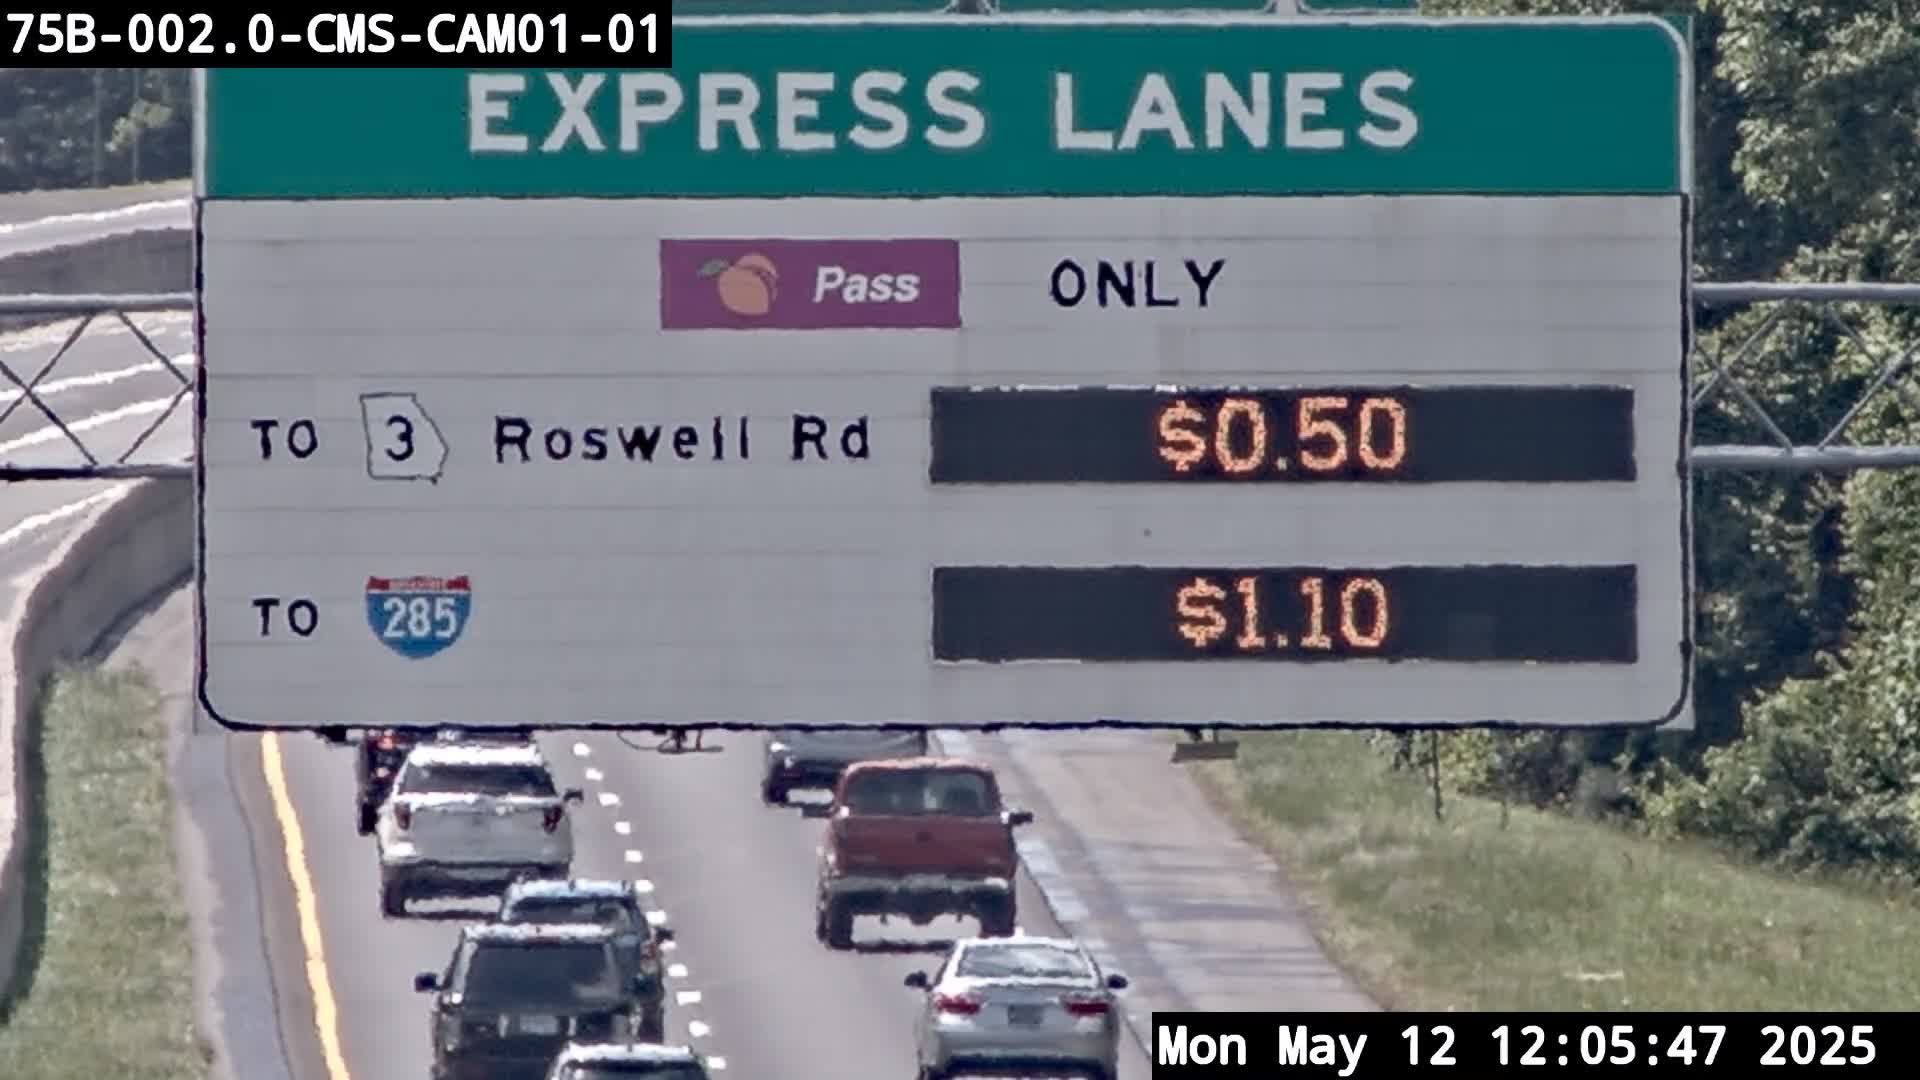 75B-002.0-CMS-CAM01-01
EXPRESS LANES
Pass ONLY
TO 3 Roswell Rd $0.50
TO 285 $1.10
Mon May 12 12:05:47 2025